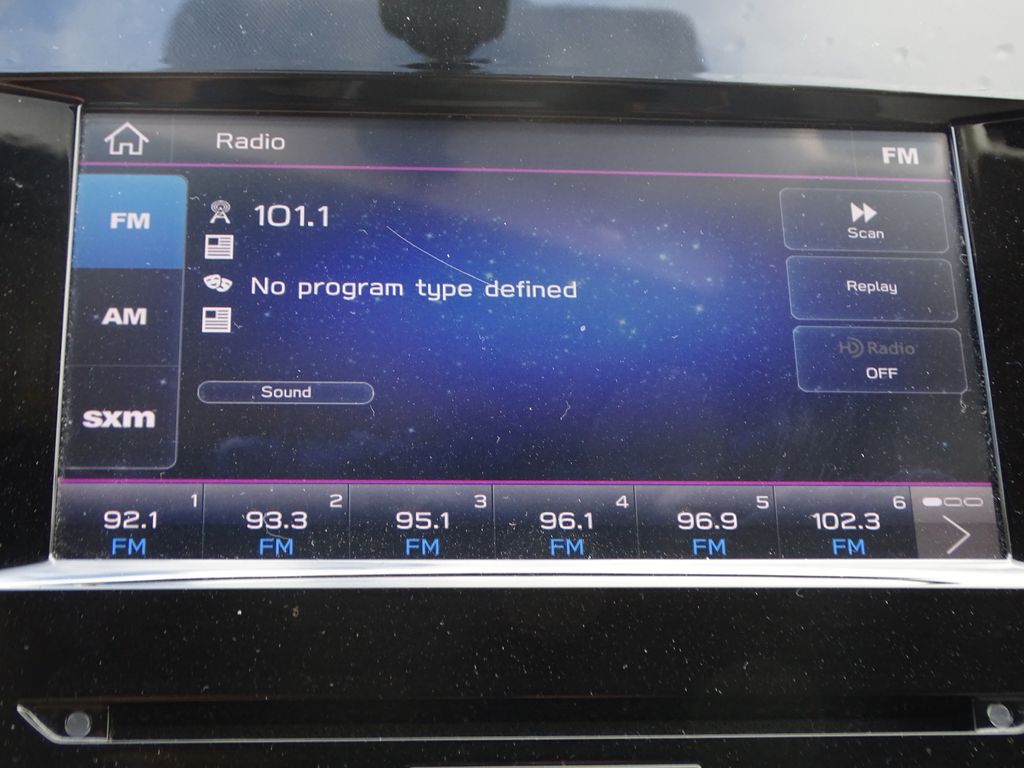 Radio
FM
FM
101.1
Scan
No program type defined
Replay
AM
HD Radio
OFF
Sound
sxm
1 2 3 4 5 6
92.1 93.3 95.1 96.1 96.9 102.3
FM FM FM FM FM FM